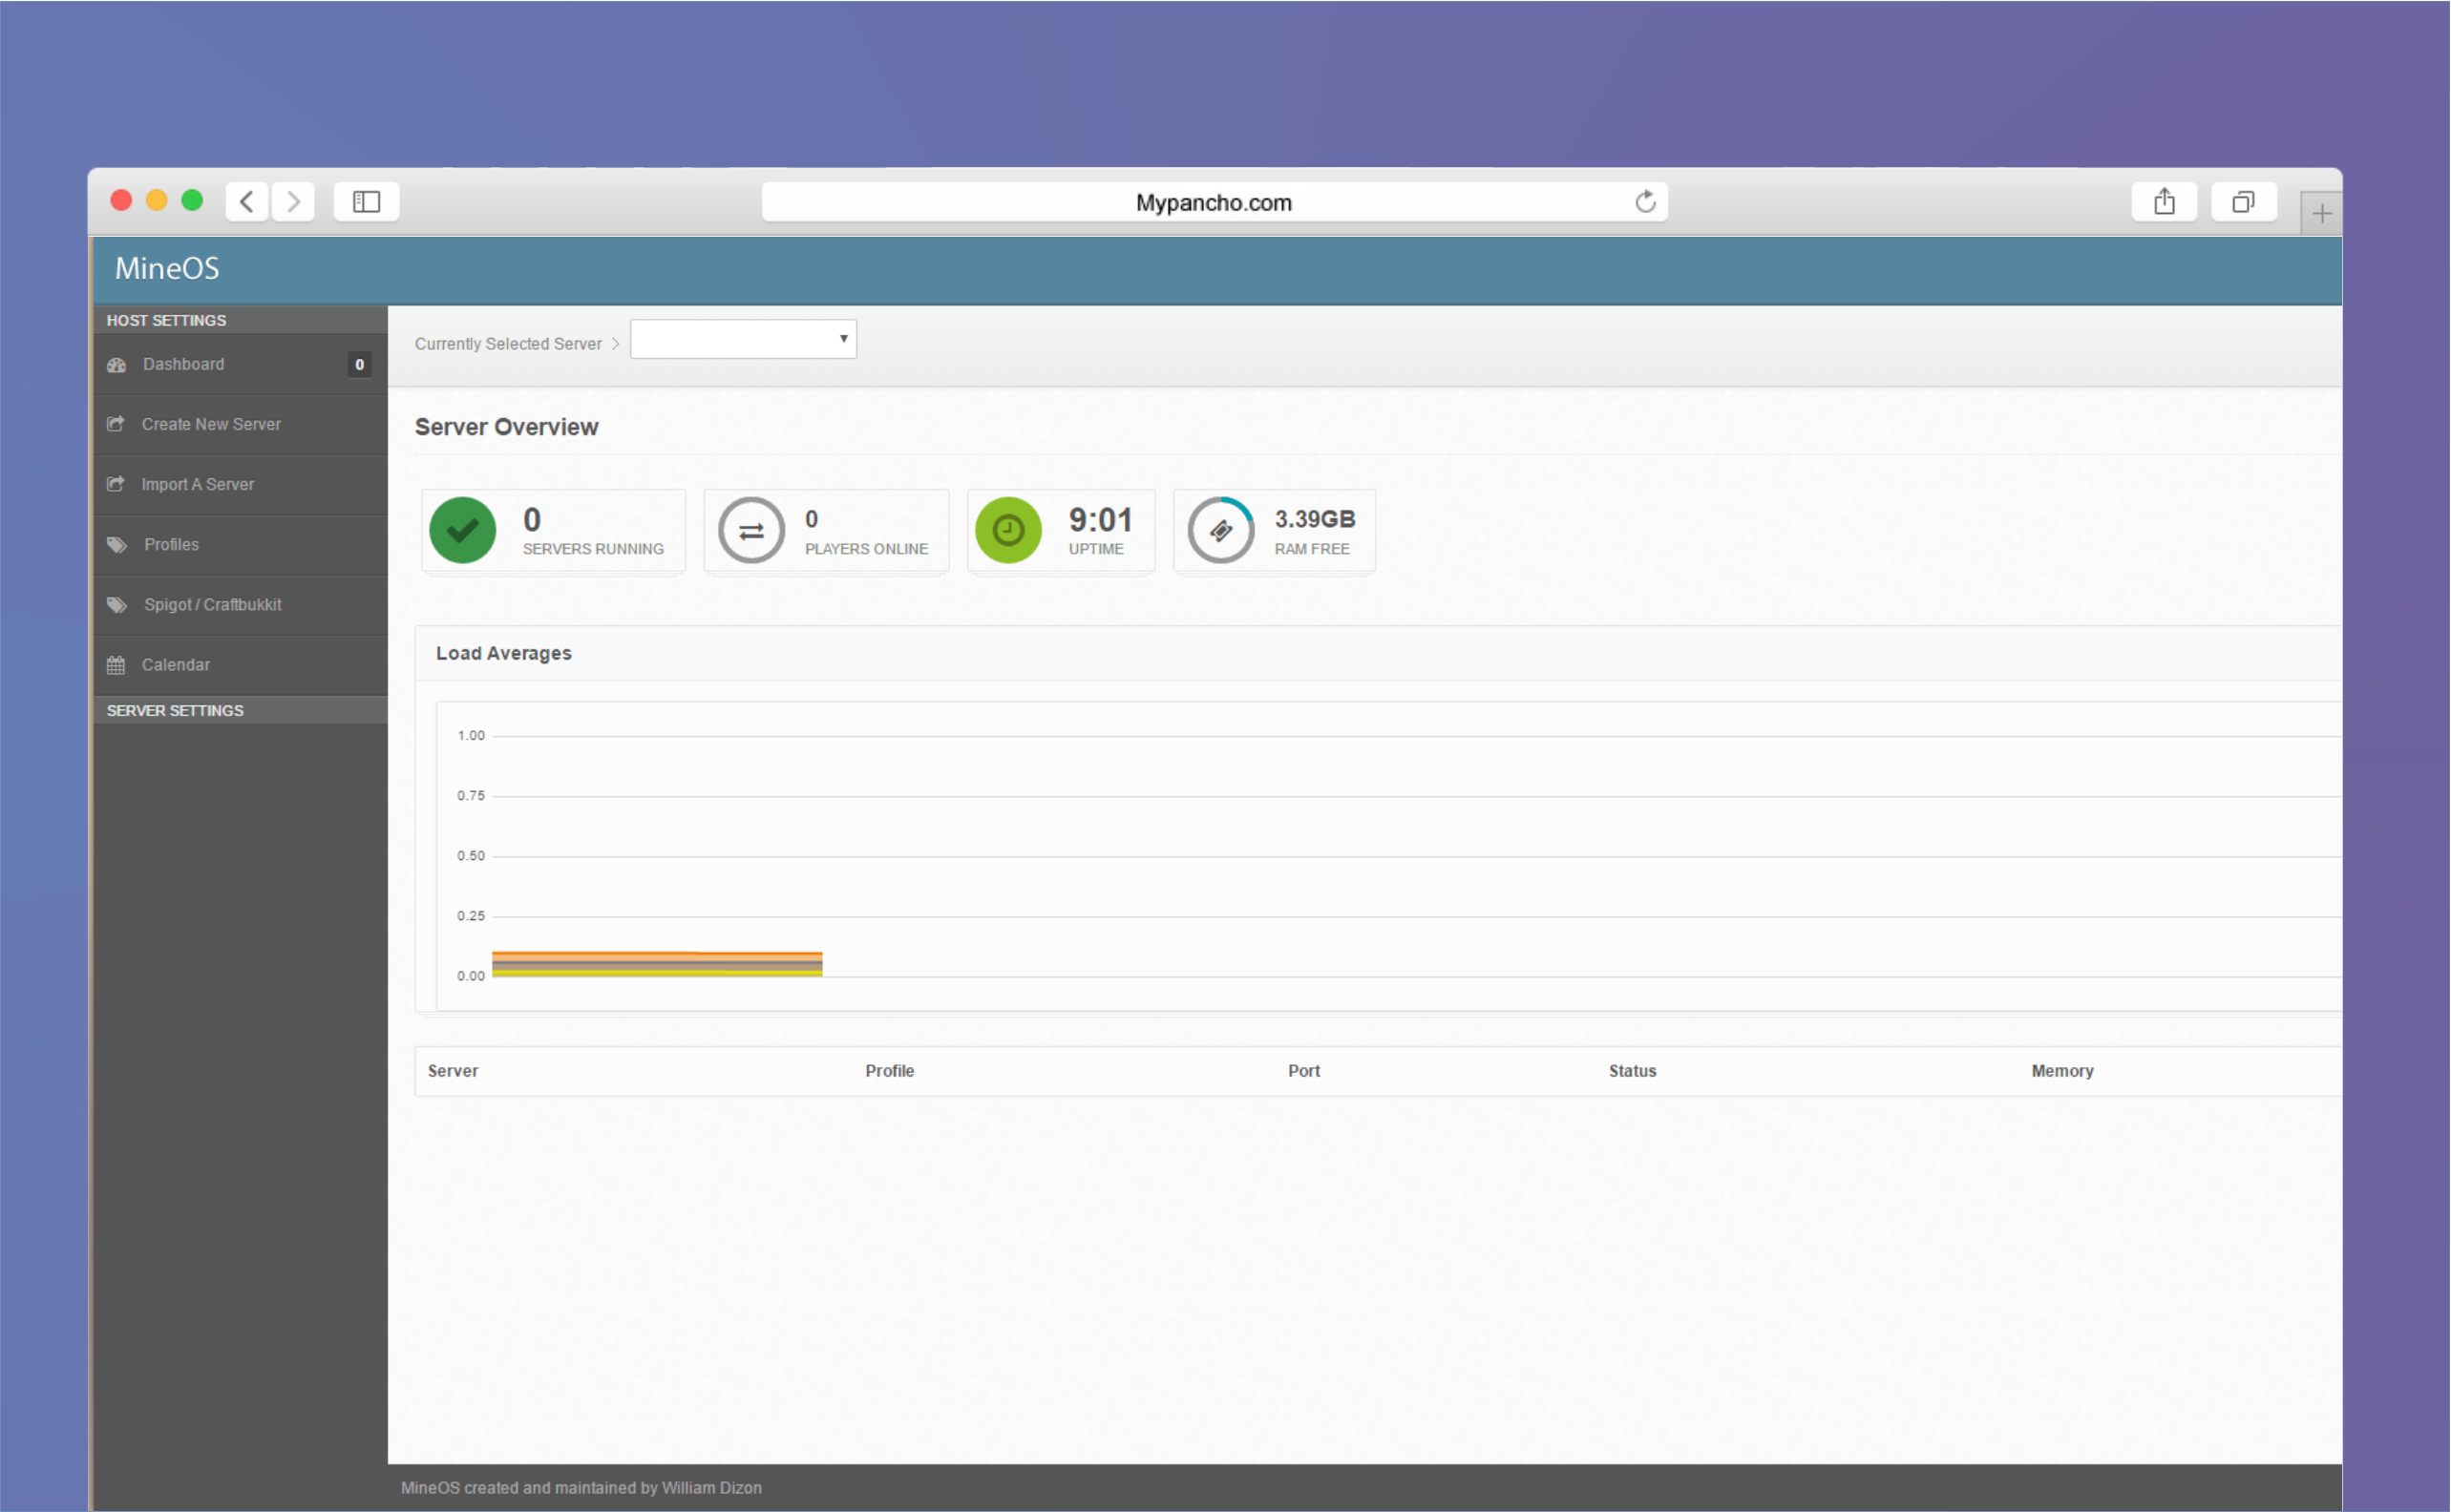 Mypancho.com
MineOS
HOST SETTINGS
Dashboard 0
Create New Server
Import A Server
Profiles
Spigot / Craftbukkit
Calendar
SERVER SETTINGS
Currently Selected Server >
Server Overview
0
SERVERS RUNNING
0
PLAYERS ONLINE
9:01
UPTIME
3.39GB
RAM FREE
Load Averages
1.00
0.75
0.50
0.25
0.00
Server Profile Port Status Memory
MineOS created and maintained by William Dizon